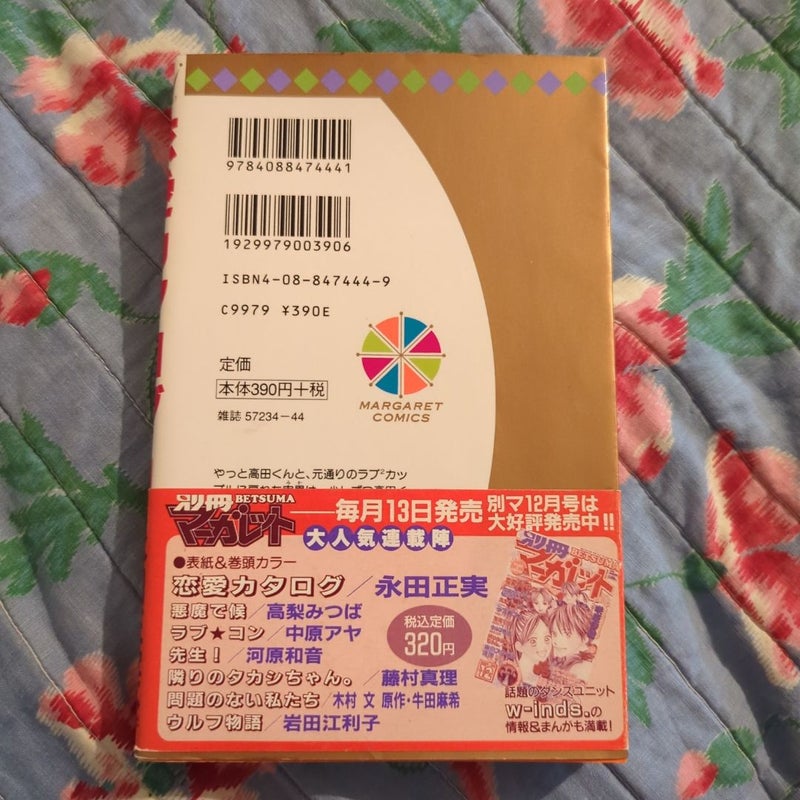 9784088474441
1929979003906
ISBN4-08-847444-9
C9979 ¥390E
定価
本体390円+税
雑誌 57234-44
MARGARET
COMICS
やっと高田くんと、元通りのラブ²カッ
別冊
BETSUMA
マーガレット
毎月13日発売
別マ12月号は
大好評発売中!!
大人気連載陣
●表紙&巻頭カラー
恋愛カタログ/永田正実
悪魔で候/高梨みつば
ラブ★コン/中原アヤ
先生!/河原和音
隣りのタカシちゃん。/藤村真理
問題のない私たち/木村 文 原作・牛田麻希
ウルフ物語/岩田江利子
税込定価
320円
別冊
BETSUMA
マーガレット
12
話題のダンスユニット
w-inds.の
情報&まんがも満載!